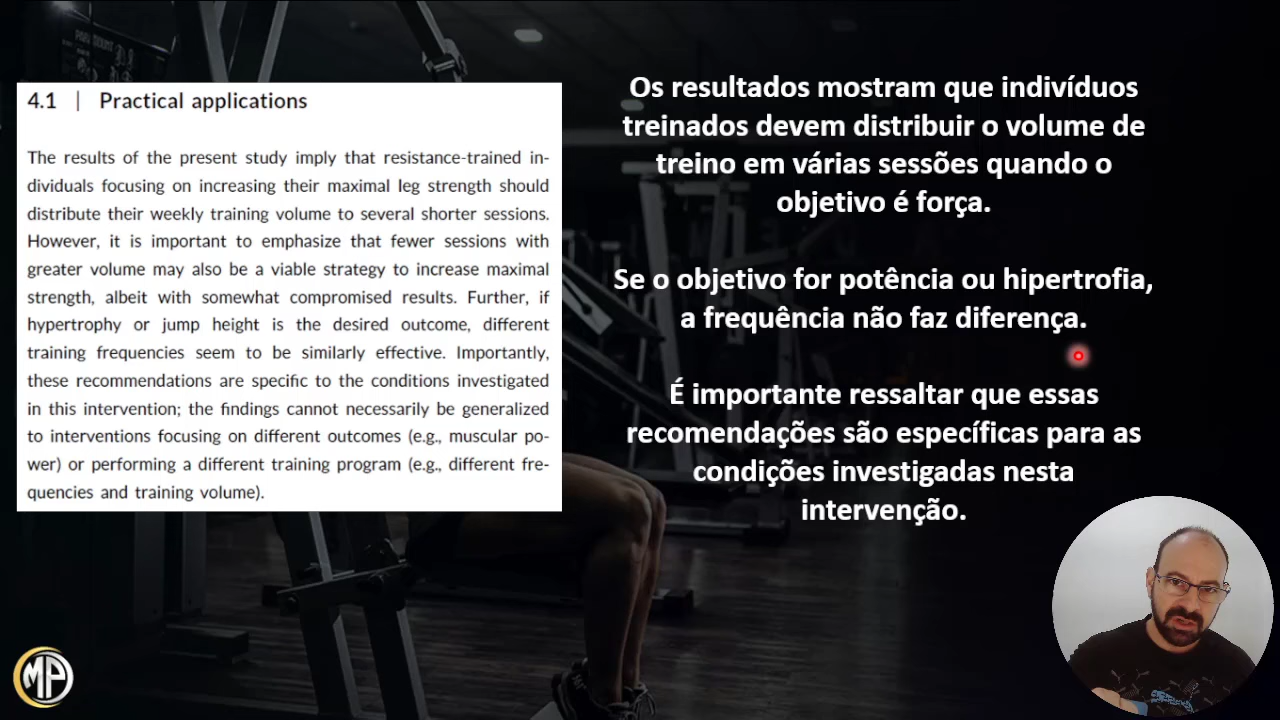 4.1 | Practical applications
The results of the present study imply that resistance-trained in-
dividuals focusing on increasing their maximal leg strength should
distribute their weekly training volume to several shorter sessions.
However, it is important to emphasize that fewer sessions with
greater volume may also be a viable strategy to increase maximal
strength, albeit with somewhat compromised results. Further, if
hypertrophy or jump height is the desired outcome, different
training frequencies seem to be similarly effective. Importantly,
these recommendations are specific to the conditions investigated
in this intervention; the findings cannot necessarily be generalized
to interventions focusing on different outcomes (e.g., muscular po-
wer) or performing a different training program (e.g., different fre-
quencies and training volume).
Os resultados mostram que indivíduos
treinados devem distribuir o volume de
treino em várias sessões quando o
objetivo é força.
Se o objetivo for potência ou hipertrofia,
a frequência não faz diferença.
É importante ressaltar que essas
recomendações são específicas para as
condições investigadas nesta
intervenção.
MP